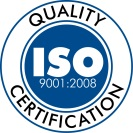 QUALITY
ISO
9001:2008
CERTIFICATION